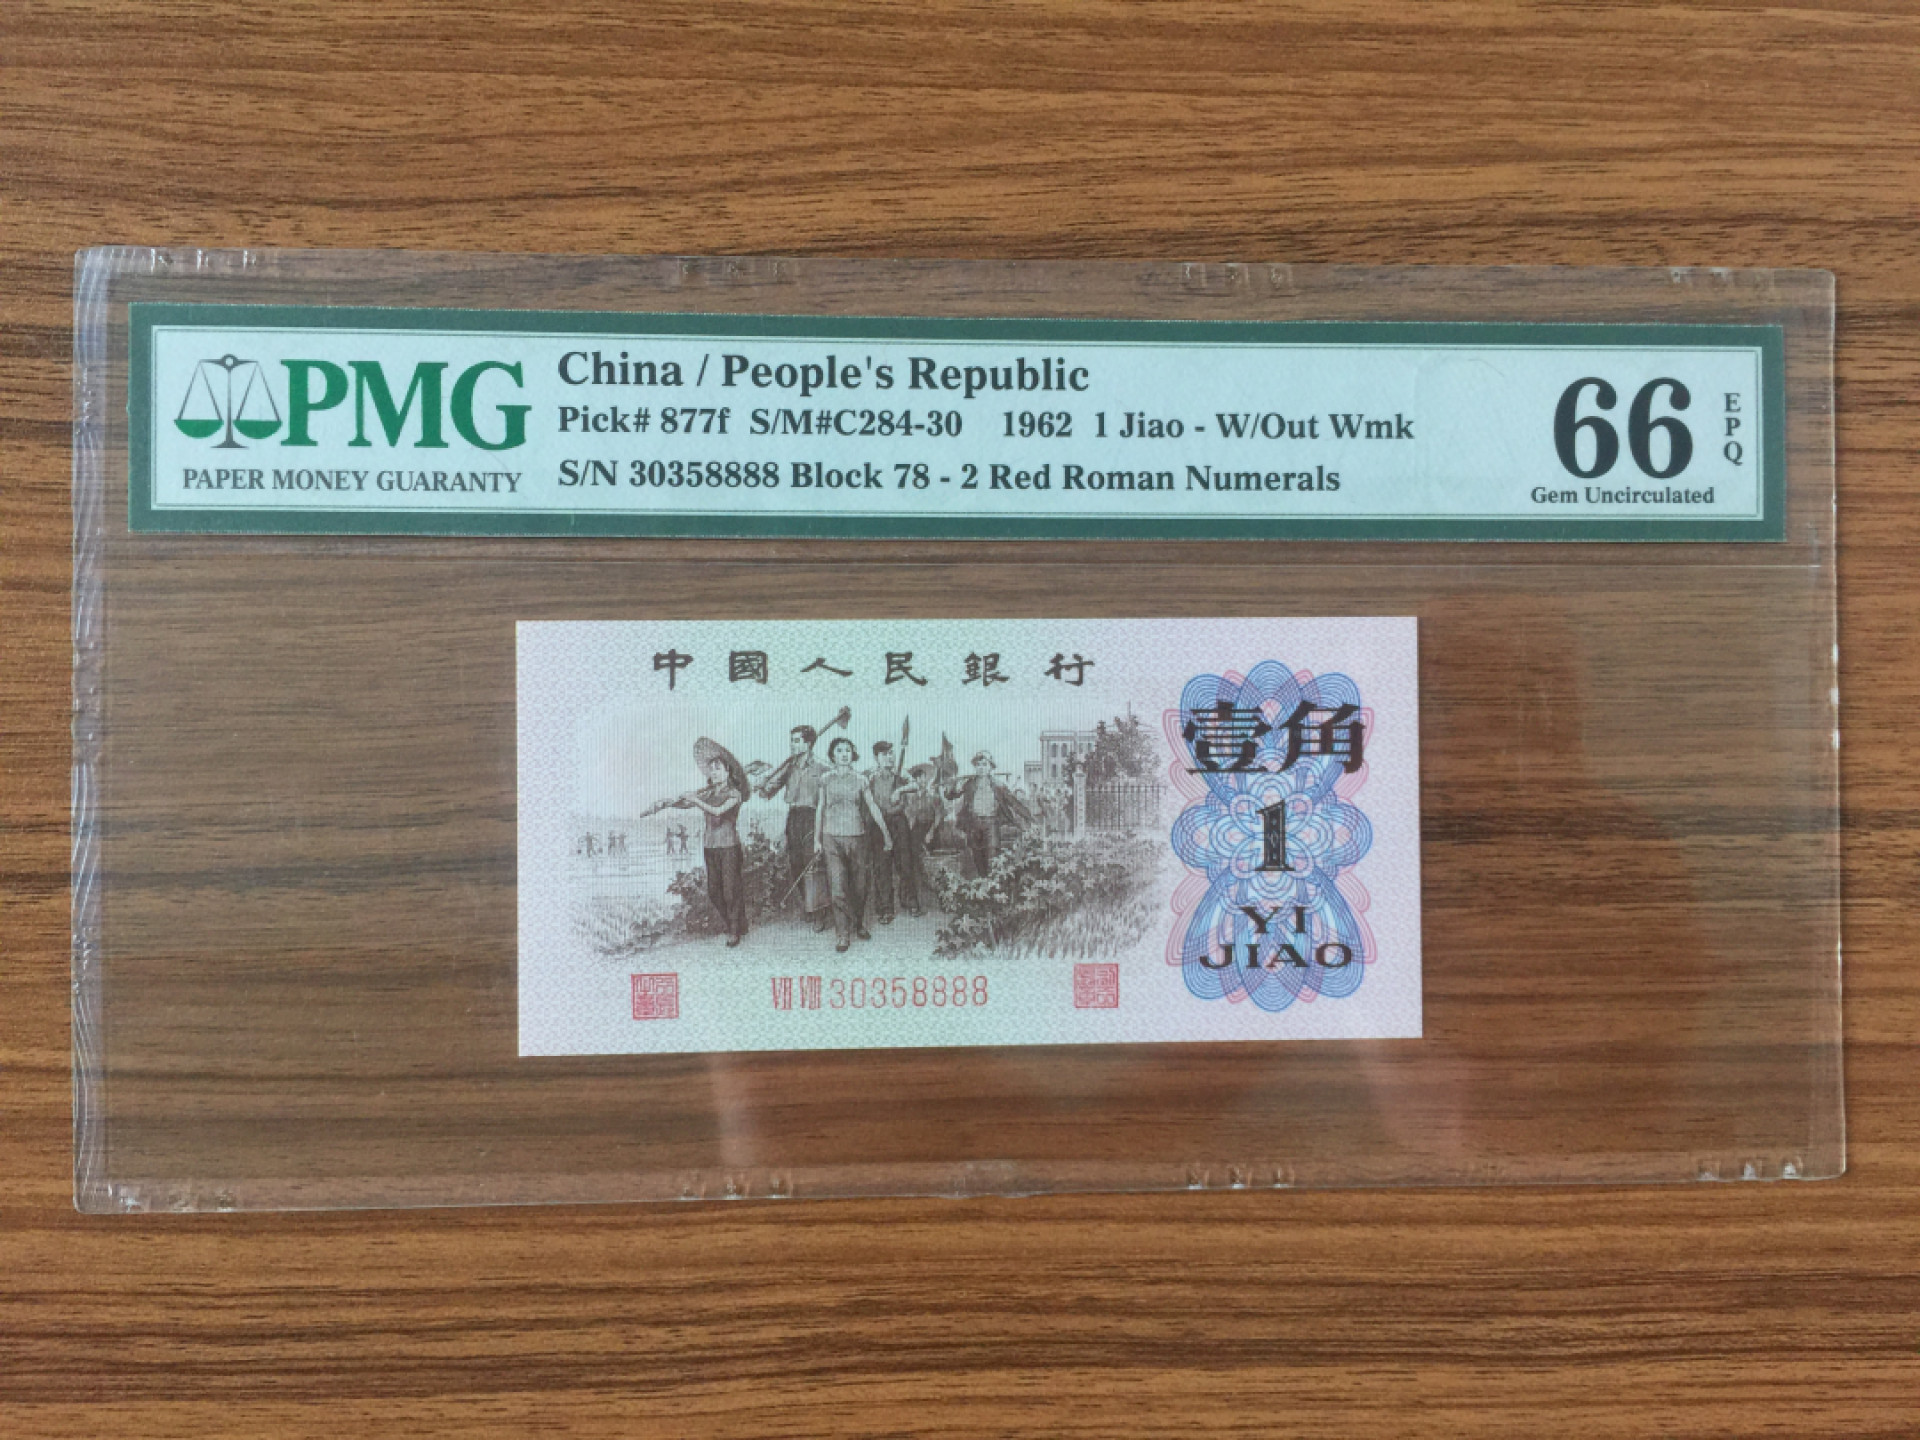 PMG
PAPER MONEY GUARANTY
China / People's Republic
Pick# 877f S/M#C284-30 1962 1 Jiao - W/Out Wmk
S/N 30358888 Block 78 - 2 Red Roman Numerals
66
EPQ
Gem Uncirculated
中國人民銀行
壹角
1
YI
JIAO
VII VIII 30358888